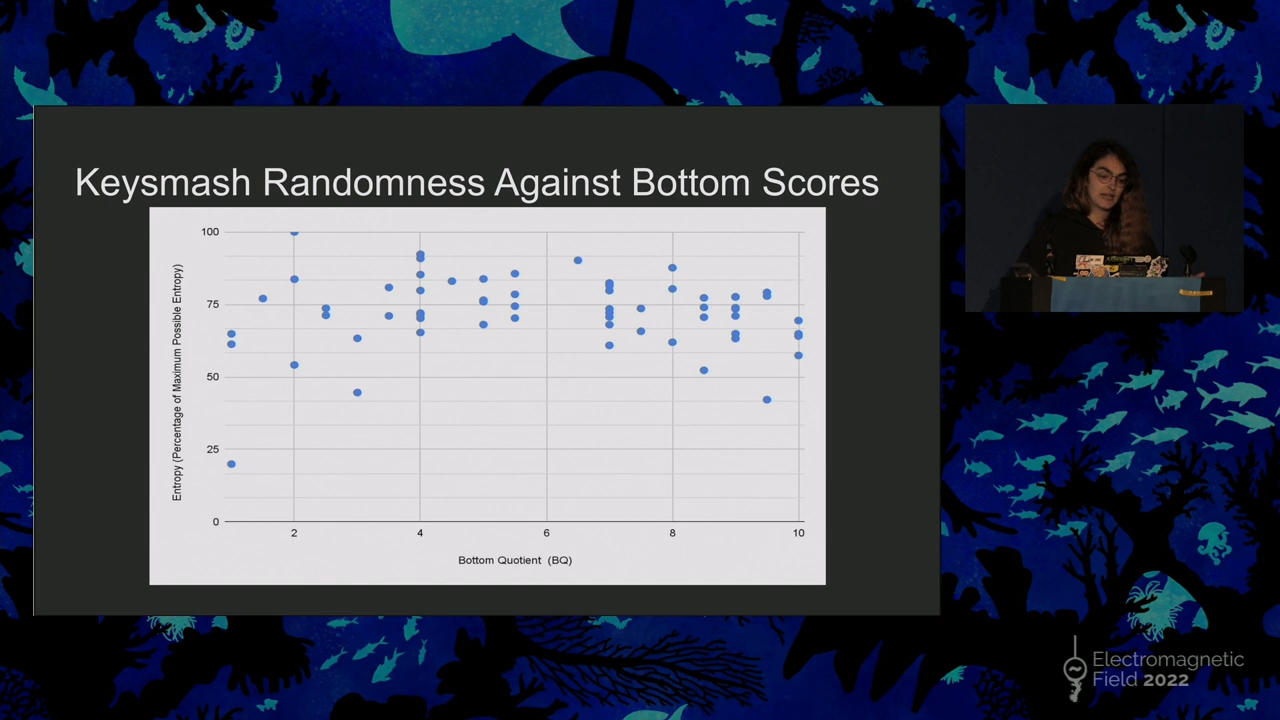 Keysmash Randomness Against Bottom Scores
Entropy (Percentage of Maximum Possible Entropy)
100
75
50
25
0
2
4
6
8
10
Bottom Quotient (BQ)
Electromagnetic
Field 2022